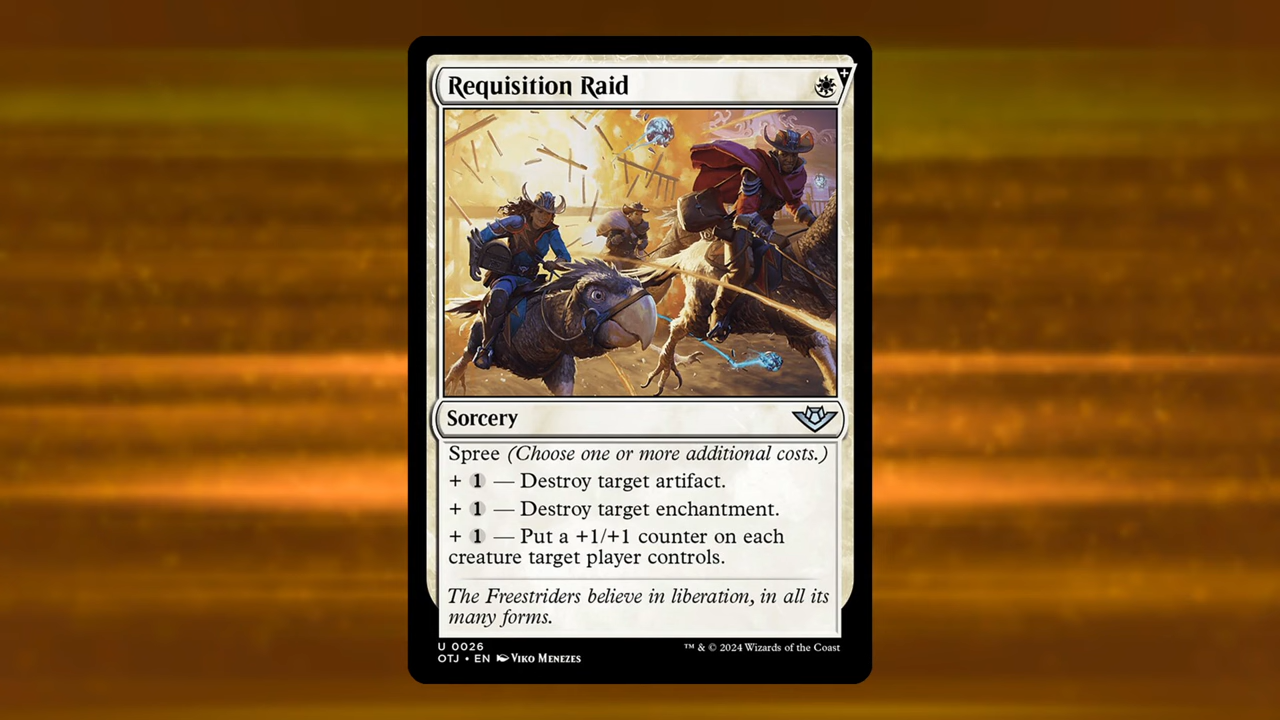 Requisition Raid
Sorcery
Spree (Choose one or more additional costs.)
+ 1 — Destroy target artifact.
+ 1 — Destroy target enchantment.
+ 1 — Put a +1/+1 counter on each
creature target player controls.
The Freestriders believe in liberation, in all its
many forms.
U 0026
OTJ • EN Viko Menezes
™ & © 2024 Wizards of the Coast